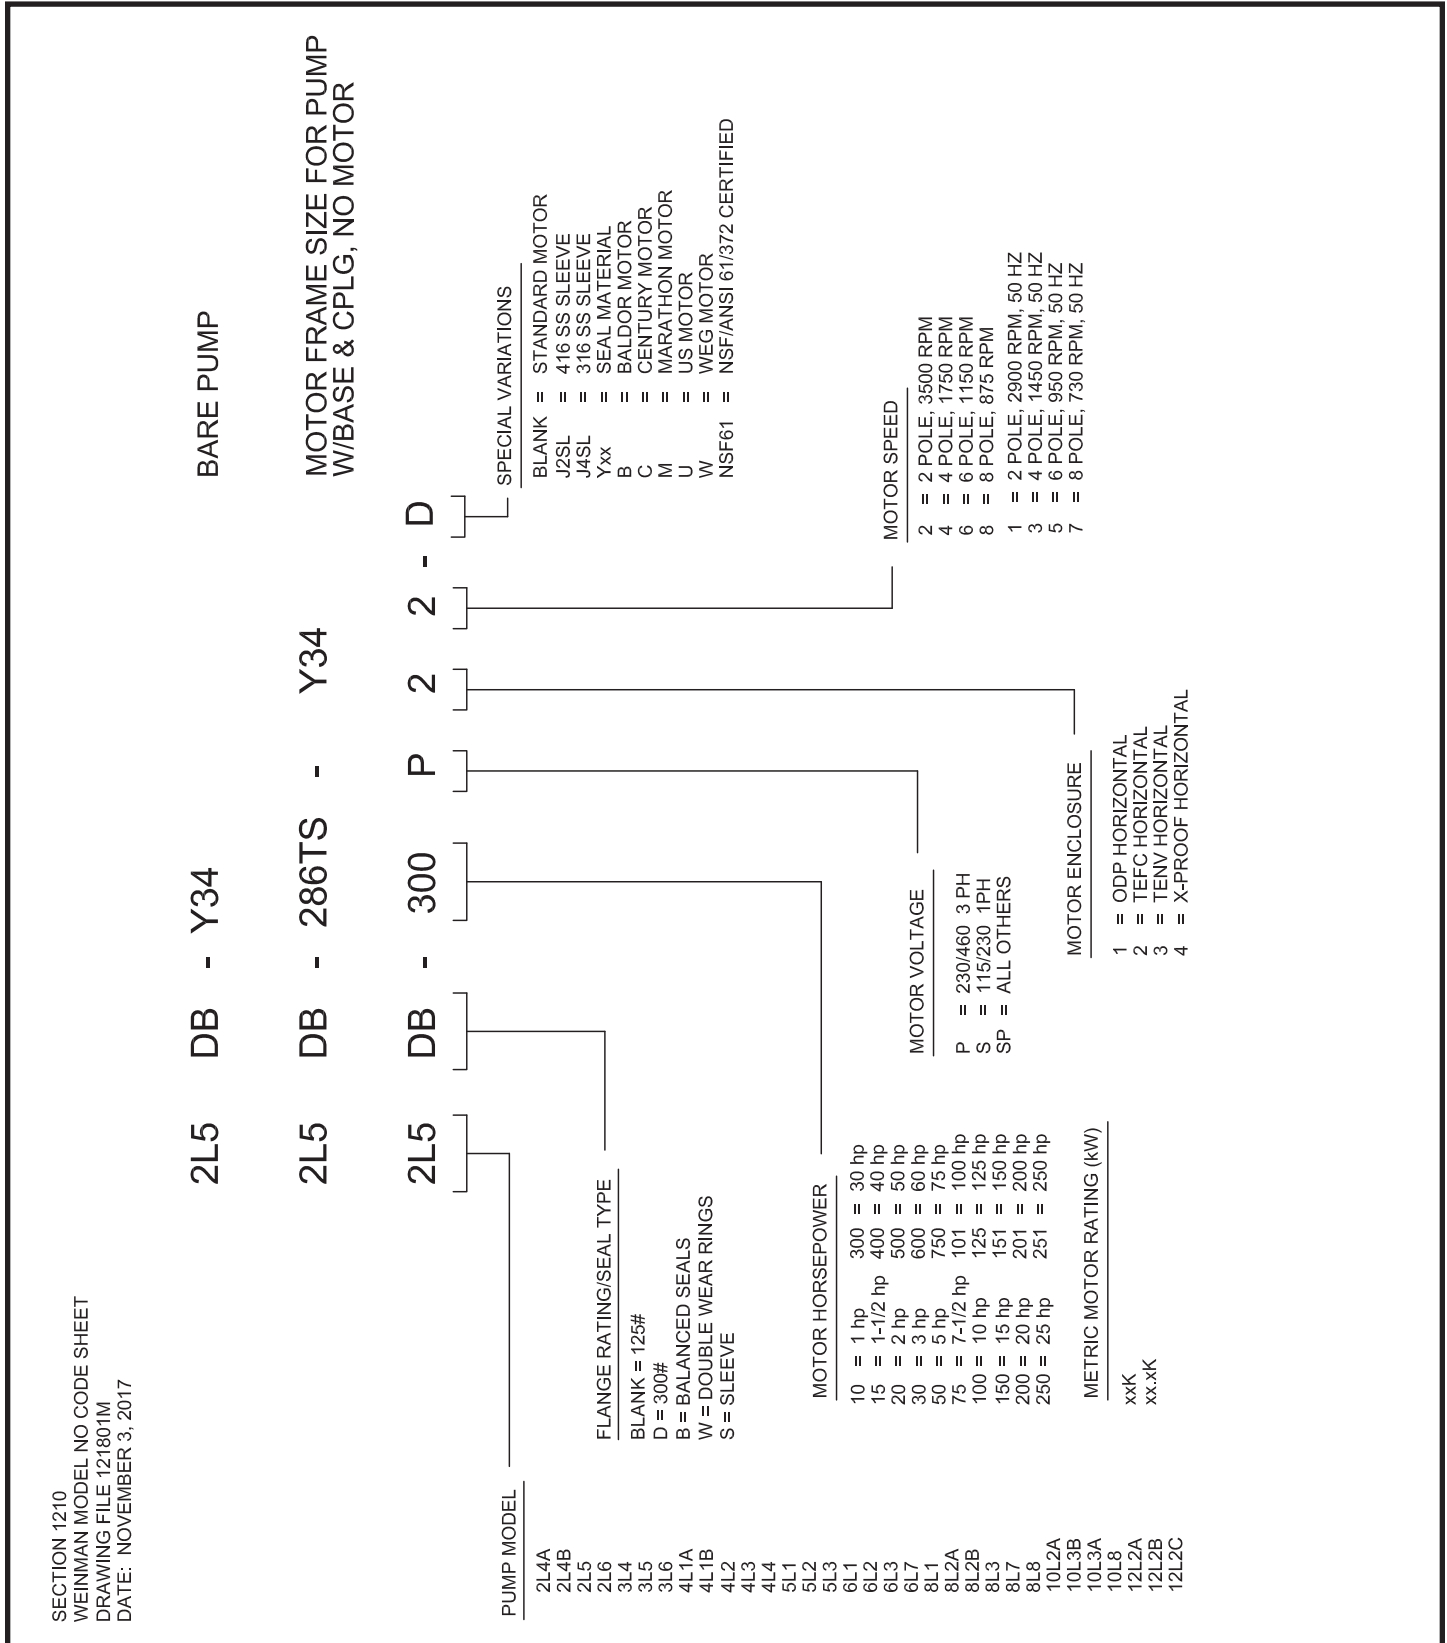 SECTION 1210
WEINMAN MODEL NO CODE SHEET
DRAWING FILE 121801M
DATE: NOVEMBER 3, 2017
2L5 DB - Y34 BARE PUMP
2L5 DB - 286TS - Y34 MOTOR FRAME SIZE FOR PUMP
W/BASE & CPLG, NO MOTOR
2L5 DB - 300 P 2 2 - D
PUMP MODEL
2L4A
2L4B
2L5
2L6
3L4
3L5
3L6
4L1A
4L1B
4L2
4L3
4L4
5L1
5L2
5L3
6L1
6L2
6L3
6L7
8L1
8L2A
8L2B
8L3
8L7
8L8
10L2A
10L3B
10L3A
10L8
12L2A
12L2B
12L2C
FLANGE RATING/SEAL TYPE
BLANK = 125#
D = 300#
B = BALANCED SEALS
W = DOUBLE WEAR RINGS
S = SLEEVE
MOTOR HORSEPOWER
10 = 1 hp 300 = 30 hp
15 = 1-1/2 hp 400 = 40 hp
20 = 2 hp 500 = 50 hp
30 = 3 hp 600 = 60 hp
50 = 5 hp 750 = 75 hp
75 = 7-1/2 hp 101 = 100 hp
100 = 10 hp 125 = 125 hp
150 = 15 hp 151 = 150 hp
200 = 20 hp 201 = 200 hp
250 = 25 hp 251 = 250 hp
METRIC MOTOR RATING (kW)
xxK
xx.xK
MOTOR VOLTAGE
P = 230/460 3 PH
S = 115/230 1PH
SP = ALL OTHERS
MOTOR ENCLOSURE
1 = ODP HORIZONTAL
2 = TEFC HORIZONTAL
3 = TENV HORIZONTAL
4 = X-PROOF HORIZONTAL
MOTOR SPEED
2 = 2 POLE, 3500 RPM
4 = 4 POLE, 1750 RPM
6 = 6 POLE, 1150 RPM
8 = 8 POLE, 875 RPM
1 = 2 POLE, 2900 RPM, 50 HZ
3 = 4 POLE, 1450 RPM, 50 HZ
5 = 6 POLE, 950 RPM, 50 HZ
7 = 8 POLE, 730 RPM, 50 HZ
SPECIAL VARIATIONS
BLANK = STANDARD MOTOR
J2SL = 416 SS SLEEVE
J4SL = 316 SS SLEEVE
Yxx = SEAL MATERIAL
B = BALDOR MOTOR
C = CENTURY MOTOR
M = MARATHON MOTOR
U = US MOTOR
W = WEG MOTOR
NSF61 = NSF/ANSI 61/372 CERTIFIED